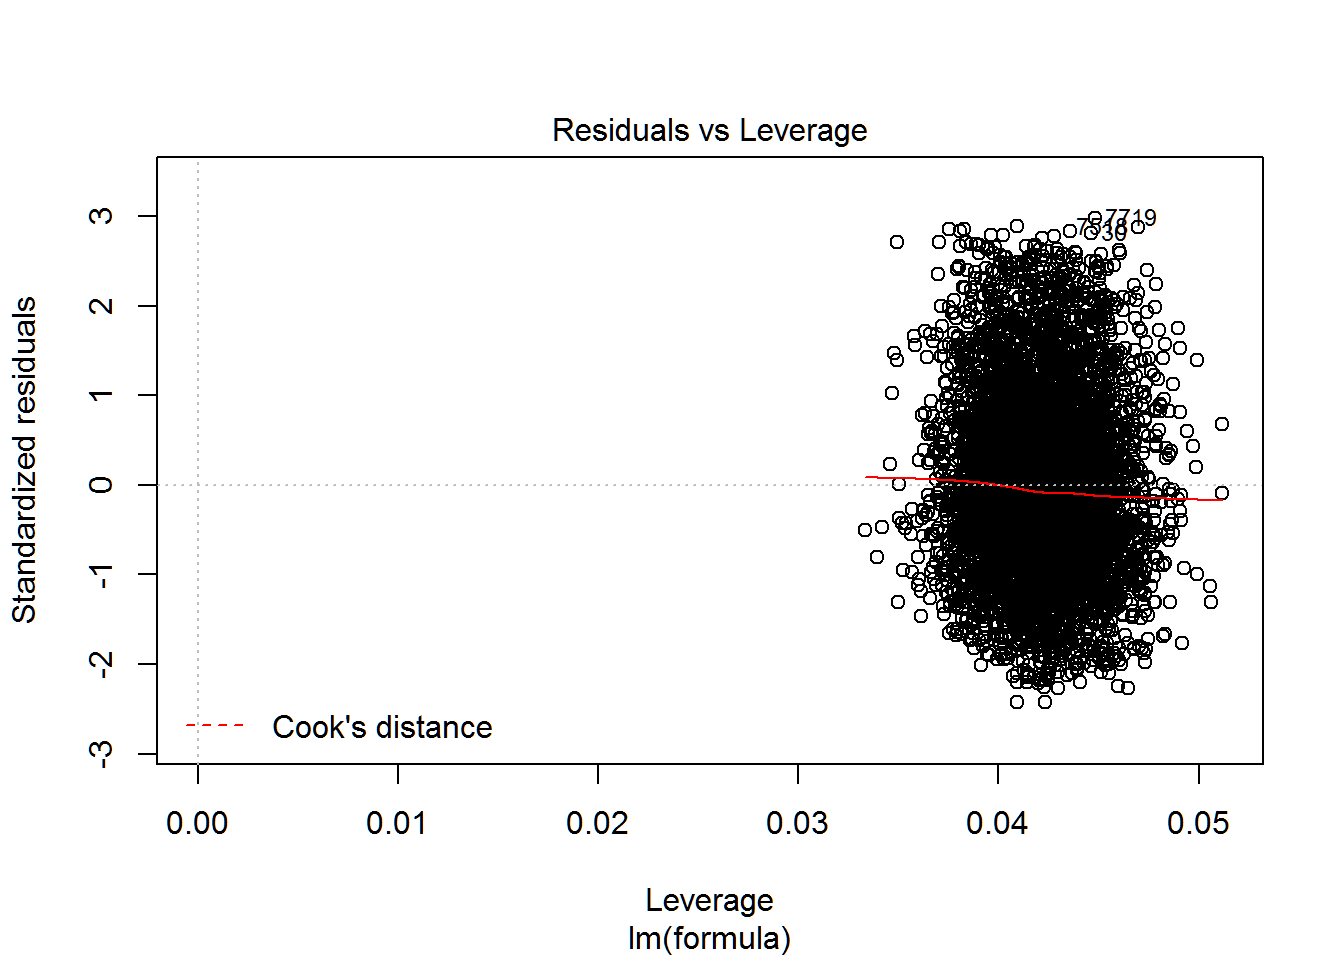 Residuals vs Leverage
Standardized residuals
3
2
1
0
-1
-2
-3
7719
30
Cook's distance
0.00 0.01 0.02 0.03 0.04 0.05
Leverage
lm(formula)